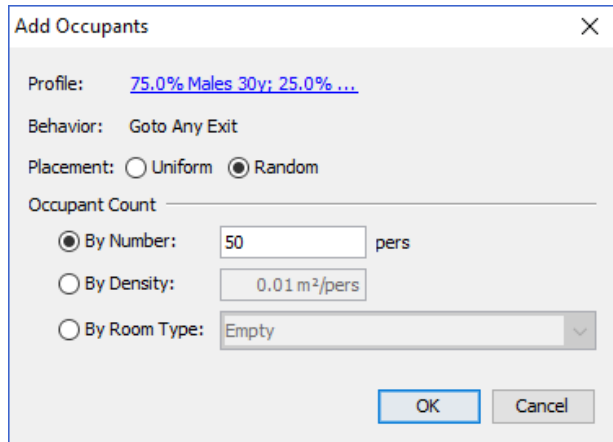 Add Occupants
Profile: 75.0% Males 30y; 25.0% ...
Behavior: Goto Any Exit
Placement: Uniform Random
Occupant Count
By Number: 50 pers
By Density: 0.01 m²/pers
By Room Type: Empty
OK Cancel